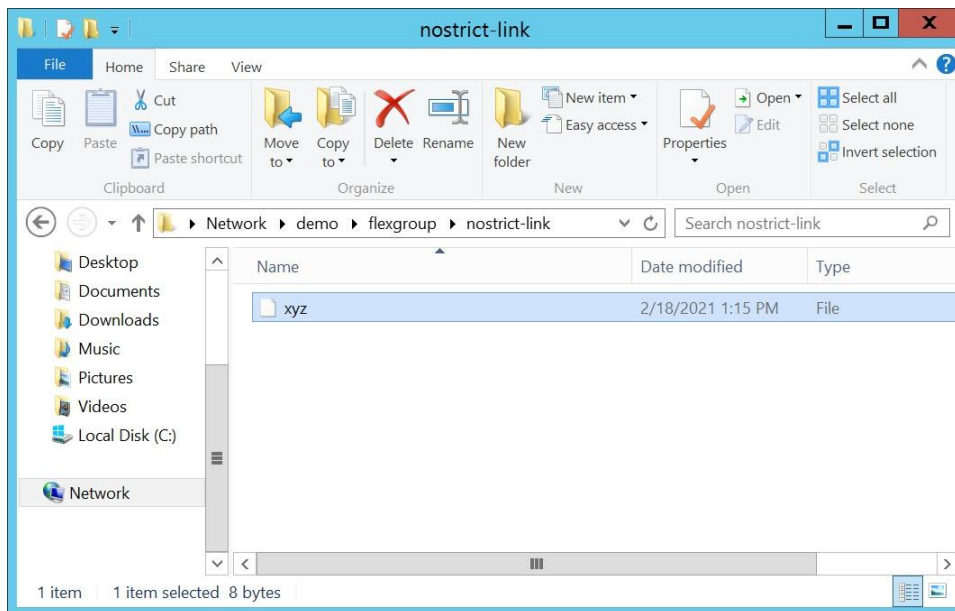 nostrict-link
File Home Share View
Copy
Paste
Cut
Copy path
Paste shortcut
Clipboard
Move to
Copy to
Delete
Rename
Organize
New folder
New item
Easy access
New
Properties
Open
Edit
Open
Select all
Select none
Invert selection
Select
Network demo flexgroup nostrict-link
Search nostrict-link
Desktop
Documents
Downloads
Music
Pictures
Videos
Local Disk (C:)
Network
Name Date modified Type
xyz 2/18/2021 1:15 PM File
1 item 1 item selected 8 bytes